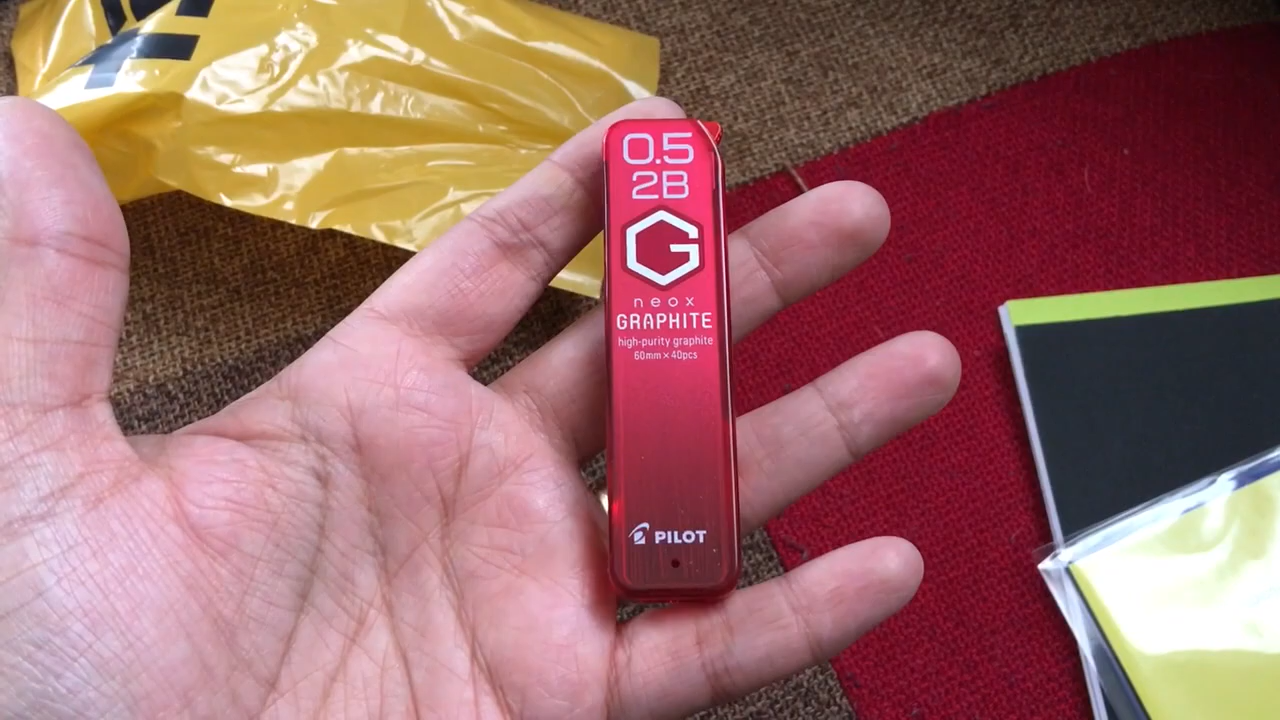 0.5
2B
G
neox
GRAPHITE
high-purity graphite
60mm×40pcs
PILOT